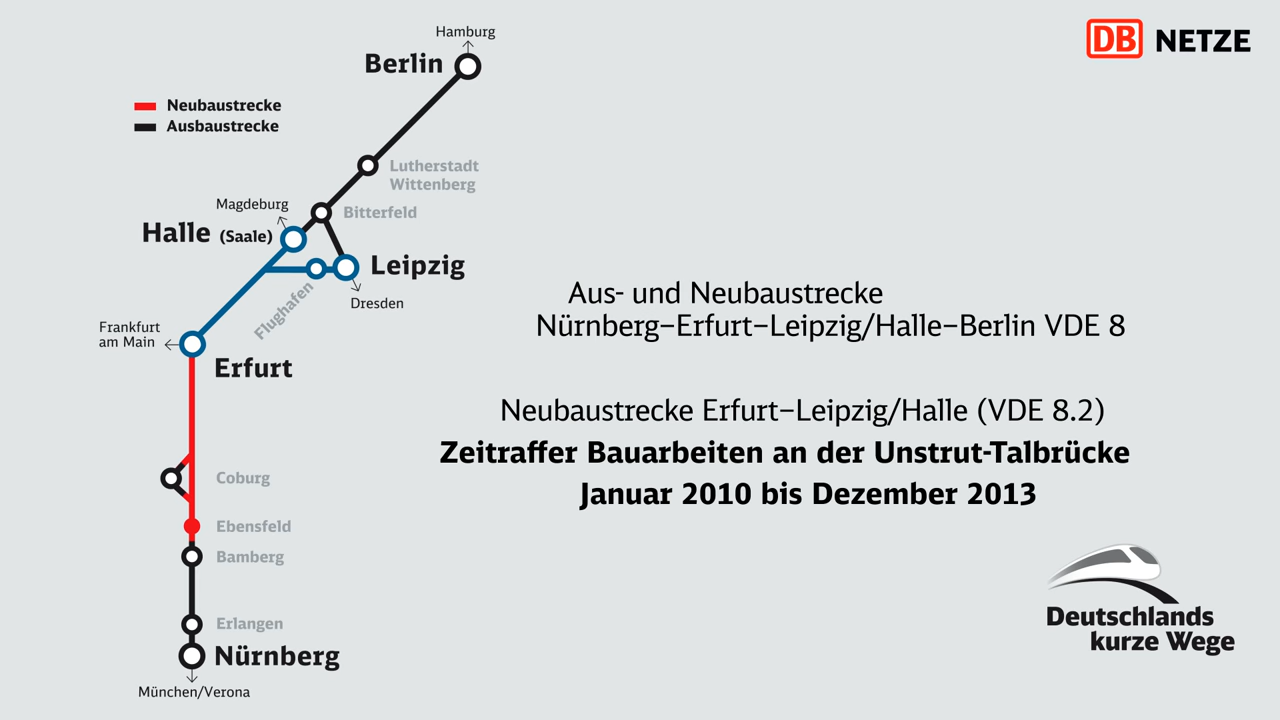 Hamburg
Berlin
Neubaustrecke
Ausbaustrecke
Lutherstadt
Wittenberg
Magdeburg
Bitterfeld
Halle (Saale)
Leipzig
Flughafen
Dresden
Frankfurt
am Main
Erfurt
Coburg
Ebensfeld
Bamberg
Erlangen
Nürnberg
München/Verona
DB NETZE
Aus- und Neubaustrecke
Nürnberg–Erfurt–Leipzig/Halle–Berlin VDE 8
Neubaustrecke Erfurt–Leipzig/Halle (VDE 8.2)
Zeitraffer Bauarbeiten an der Unstrut-Talbrücke
Januar 2010 bis Dezember 2013
Deutschlands
kurze Wege